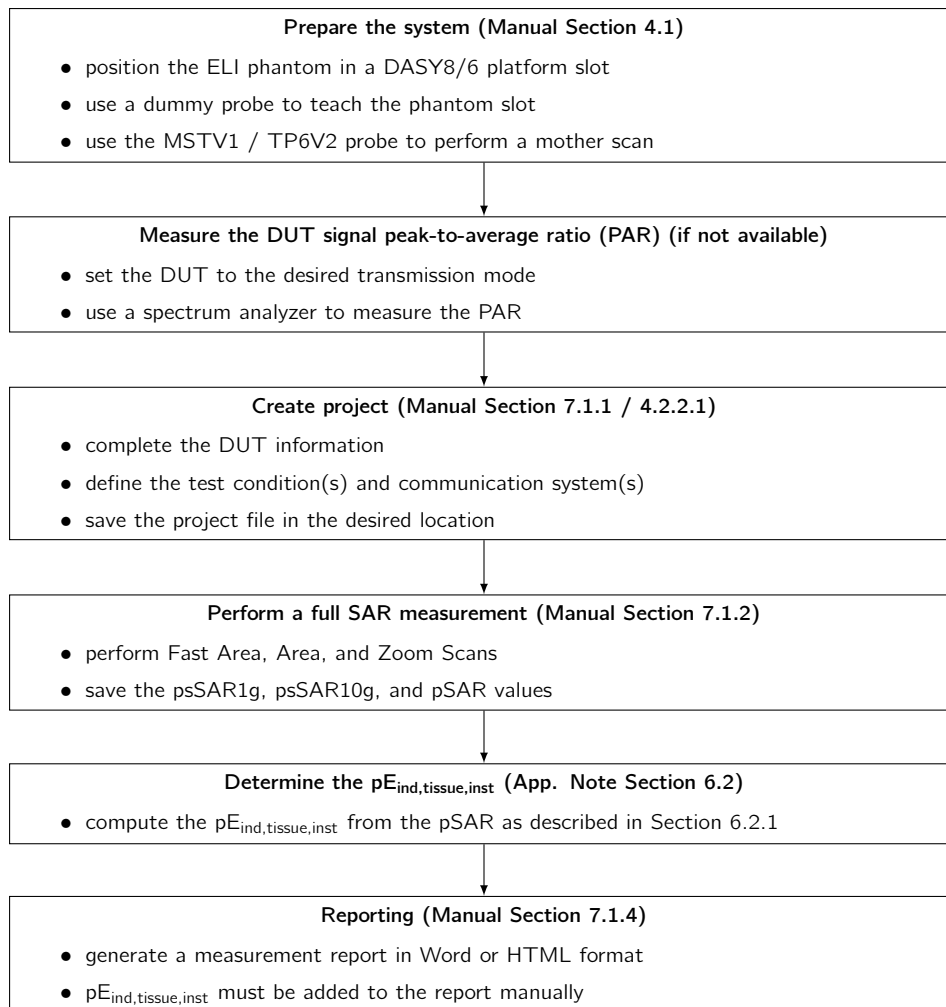 Prepare the system (Manual Section 4.1)
• position the ELI phantom in a DASY8/6 platform slot
• use a dummy probe to teach the phantom slot
• use the MSTV1 / TP6V2 probe to perform a mother scan
Measure the DUT signal peak-to-average ratio (PAR) (if not available)
• set the DUT to the desired transmission mode
• use a spectrum analyzer to measure the PAR
Create project (Manual Section 7.1.1 / 4.2.2.1)
• complete the DUT information
• define the test condition(s) and communication system(s)
• save the project file in the desired location
Perform a full SAR measurement (Manual Section 7.1.2)
• perform Fast Area, Area, and Zoom Scans
• save the psSAR1g, psSAR10g, and pSAR values
Determine the pE_ind,tissue,inst (App. Note Section 6.2)
• compute the pE_ind,tissue,inst from the pSAR as described in Section 6.2.1
Reporting (Manual Section 7.1.4)
• generate a measurement report in Word or HTML format
• pE_ind,tissue,inst must be added to the report manually